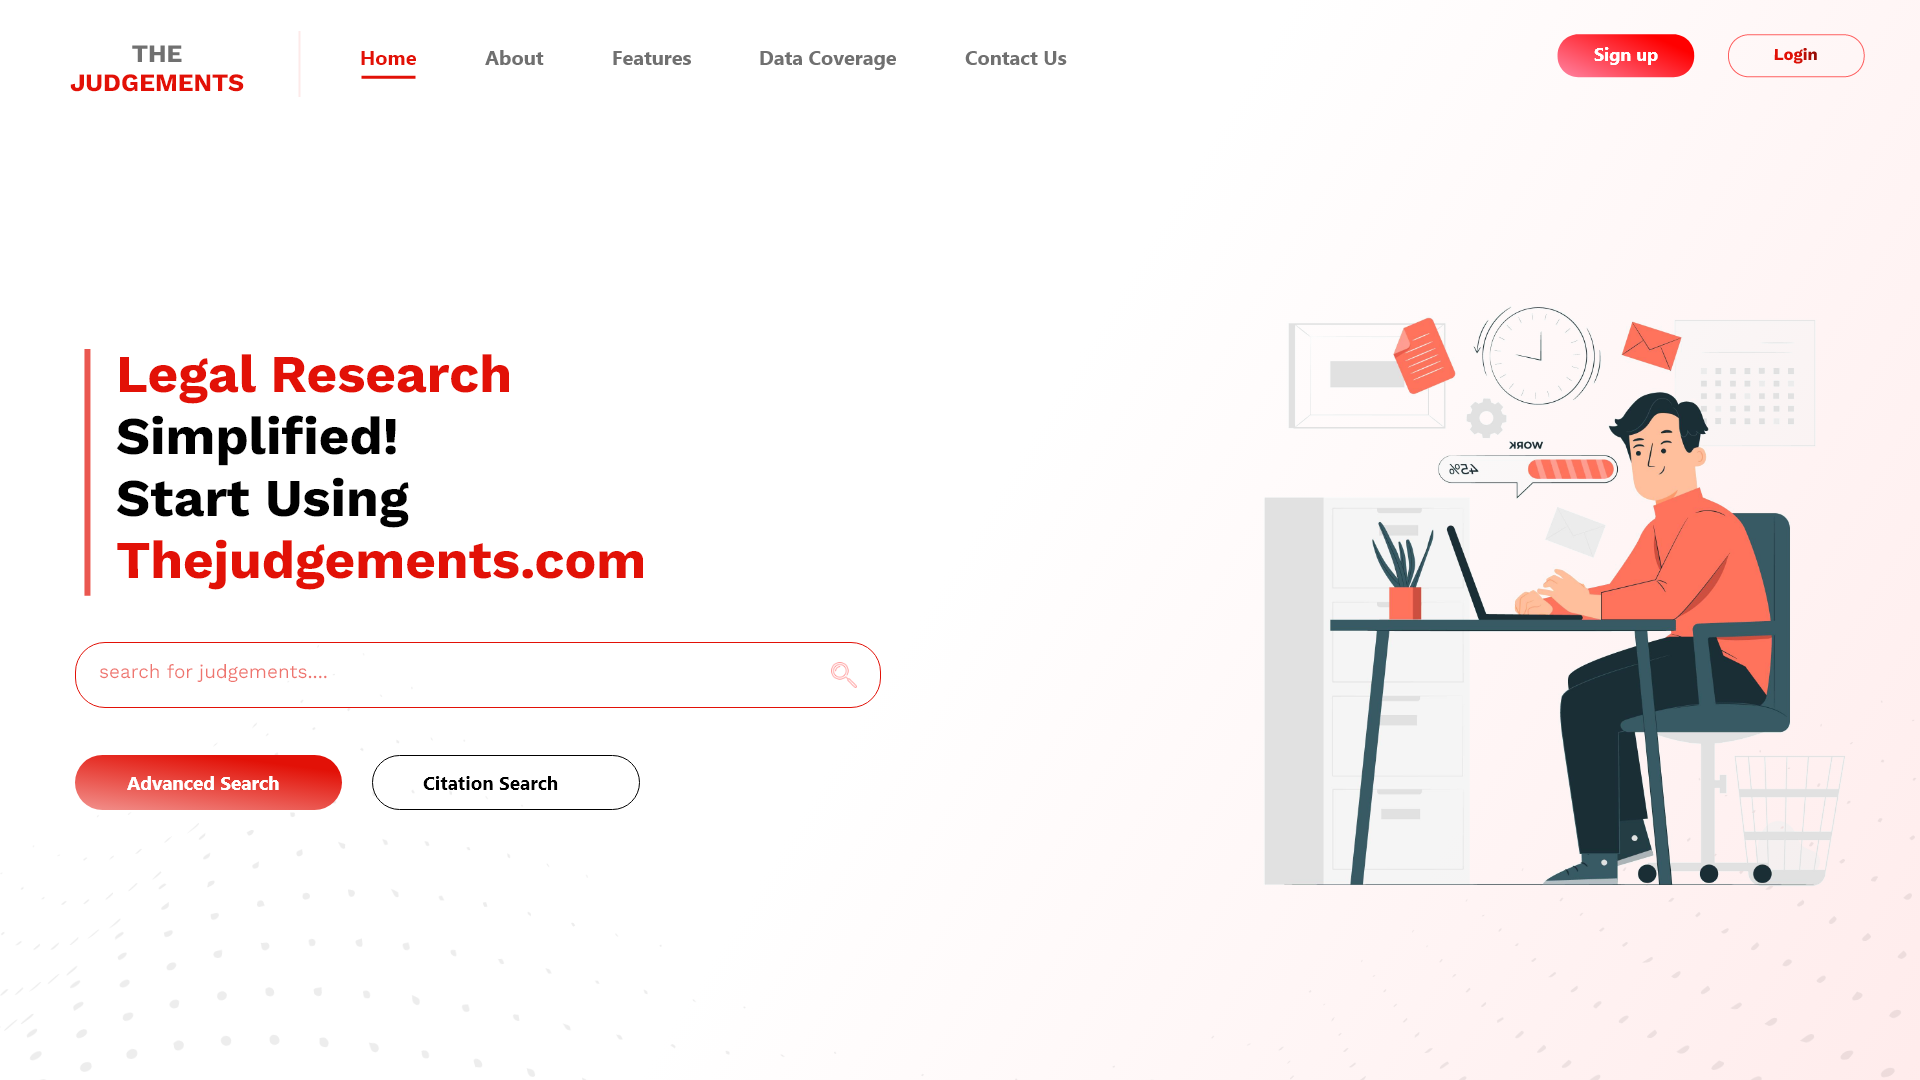 THE
JUDGEMENTS
Home
About
Features
Data Coverage
Contact Us
Sign up
Login
Legal Research
Simplified!
Start Using
Thejudgements.com
search for judgements....
Advanced Search
Citation Search
WORK
45%